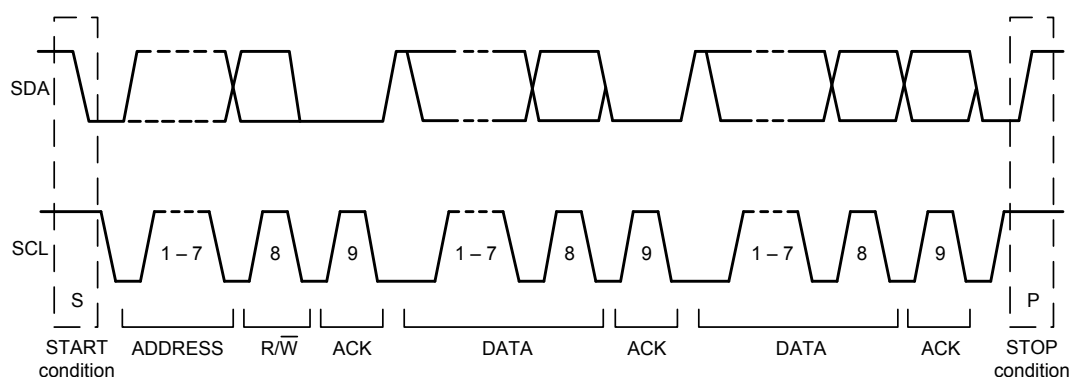 SDA
SCL
1 – 7
8
9
1 – 7
8
9
1 – 7
8
9
S
P
START
condition
ADDRESS
R/W̅
ACK
DATA
ACK
DATA
ACK
STOP
condition